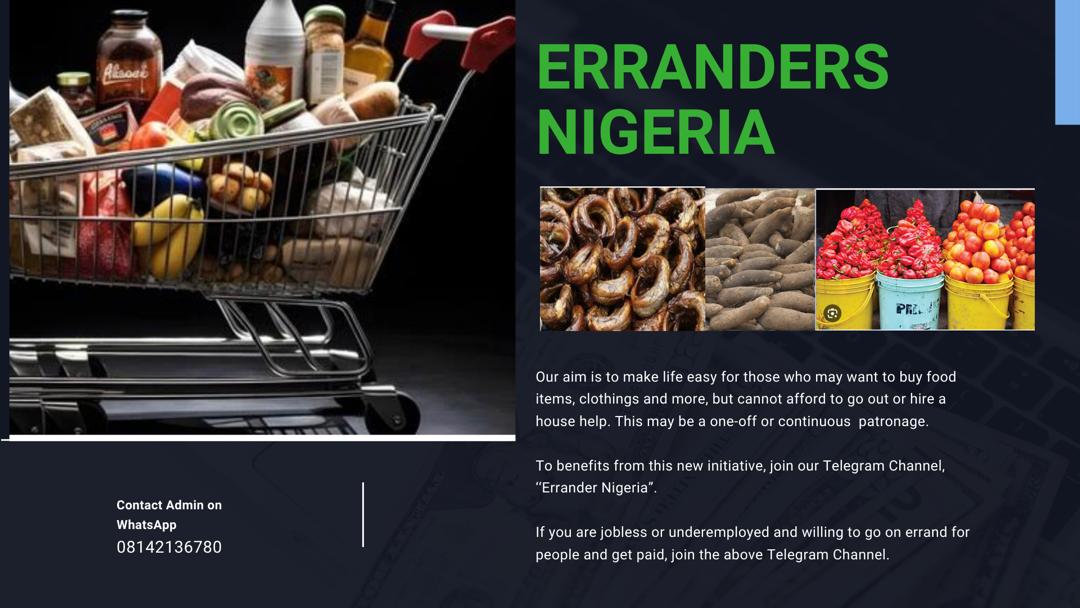 ERRANDERS
NIGERIA
Our aim is to make life easy for those who may want to buy food
items, clothings and more, but cannot afford to go out or hire a
house help. This may be a one-off or continuous  patronage.
To benefits from this new initiative, join our Telegram Channel,
‘‘Errander Nigeria”.
If you are jobless or underemployed and willing to go on errand for
people and get paid, join the above Telegram Channel.
Contact Admin on
WhatsApp
08142136780